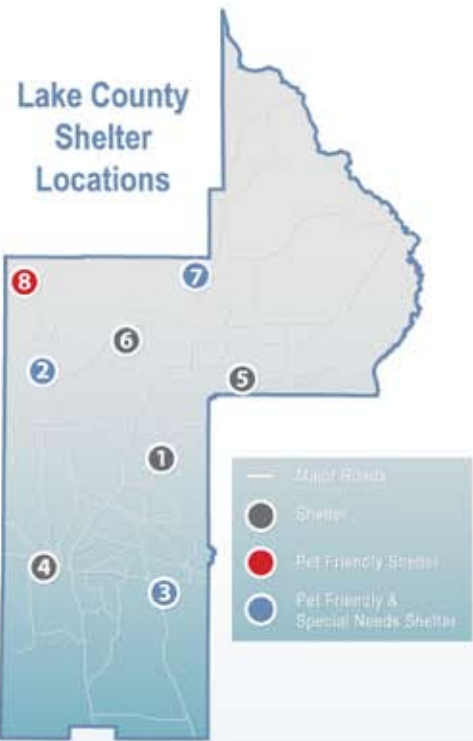 Lake County
Shelter
Locations
8
7
6
2
5
1
4
3
Major Roads
Shelter
Pet Friendly Shelter
Pet Friendly &
Special Needs Shelter